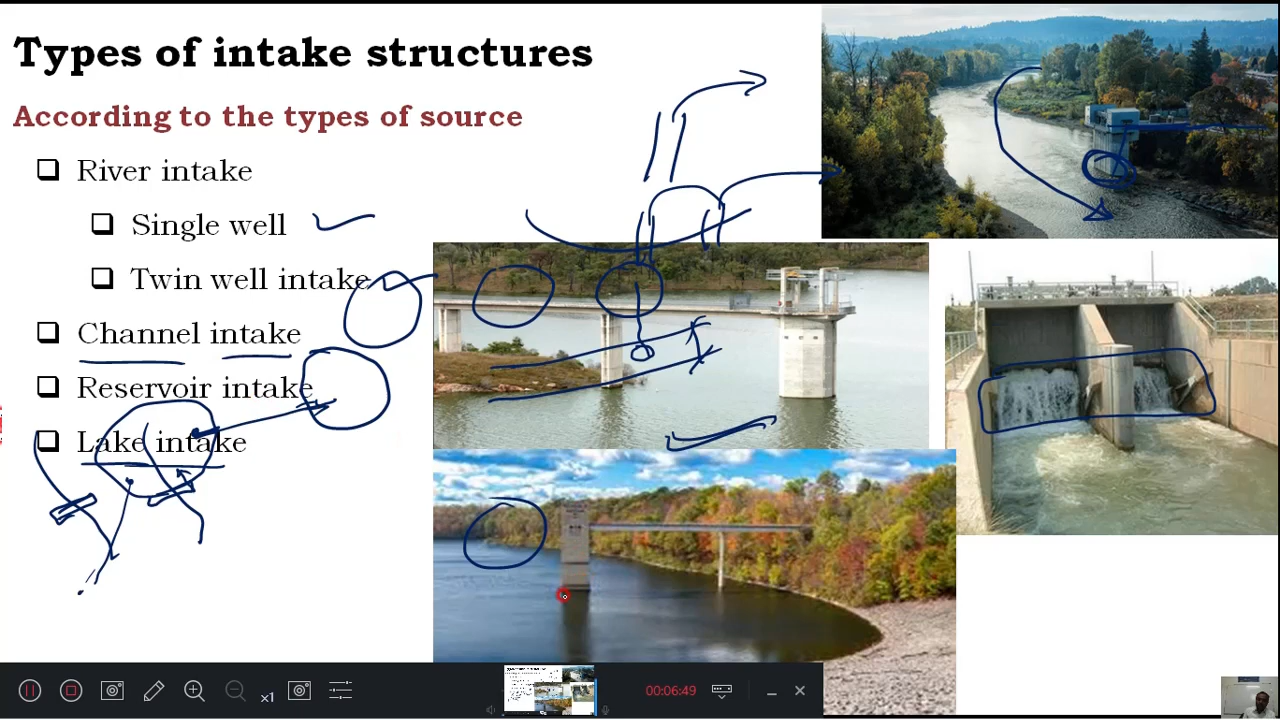 Types of intake structures
According to the types of source
River intake
Single well
Twin well intake
Channel intake
Reservoir intake
Lake intake
x1
00:06:49